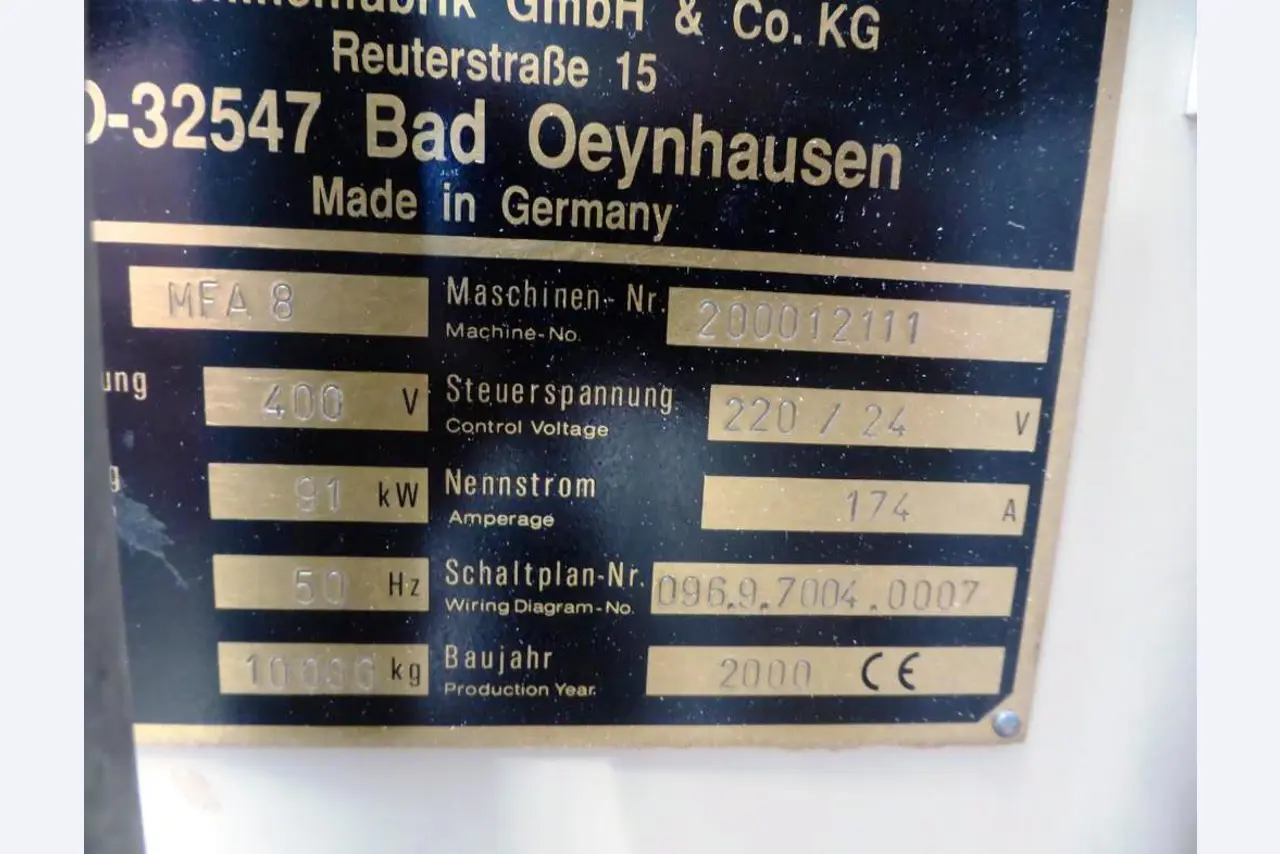 GmbH & Co. KG
Reuterstraße 15
D-32547 Bad Oeynhausen
Made in Germany
MFA 8 Maschinen-Nr. 200012111
Machine-No.
400 V Steuerspannung 220 / 24 V
Control Voltage
91 kW Nennstrom 174 A
Amperage
50 Hz Schaltplan-Nr. 096.9.7004.0007
Wiring Diagram-No.
kg Baujahr 2000 CE
Production Year